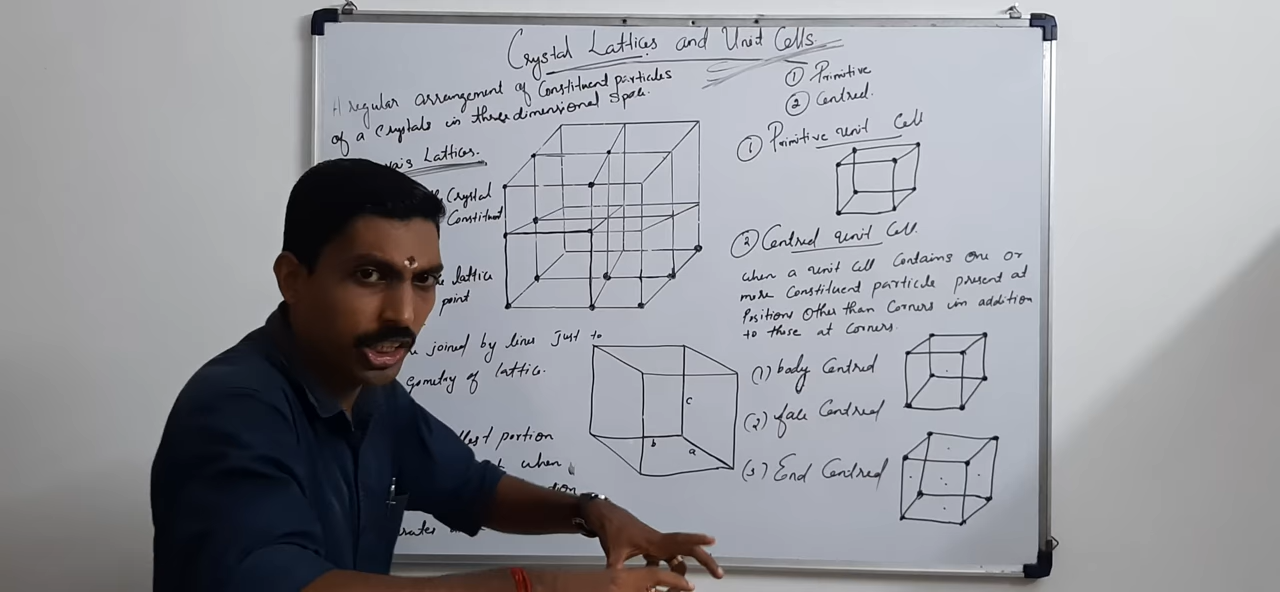 Crystal Lattices and Unit Cells.
A regular arrangement of Constituent particles
of a Crystals in three dimensional Space.
Lattices.
Crystal
Constituent
lattice
point
joined by lines just to
of lattice.
portion
when
① Primitive
② Centred.
① Primitive unit Cell
② Centred unit Cell.
when a unit Cell Contains one or
more Constituent particle present at
Positions Other than Corners in addition
to those at Corners.
(1) body Centred
(2) face Centred
(3) End Centred
c
b
a